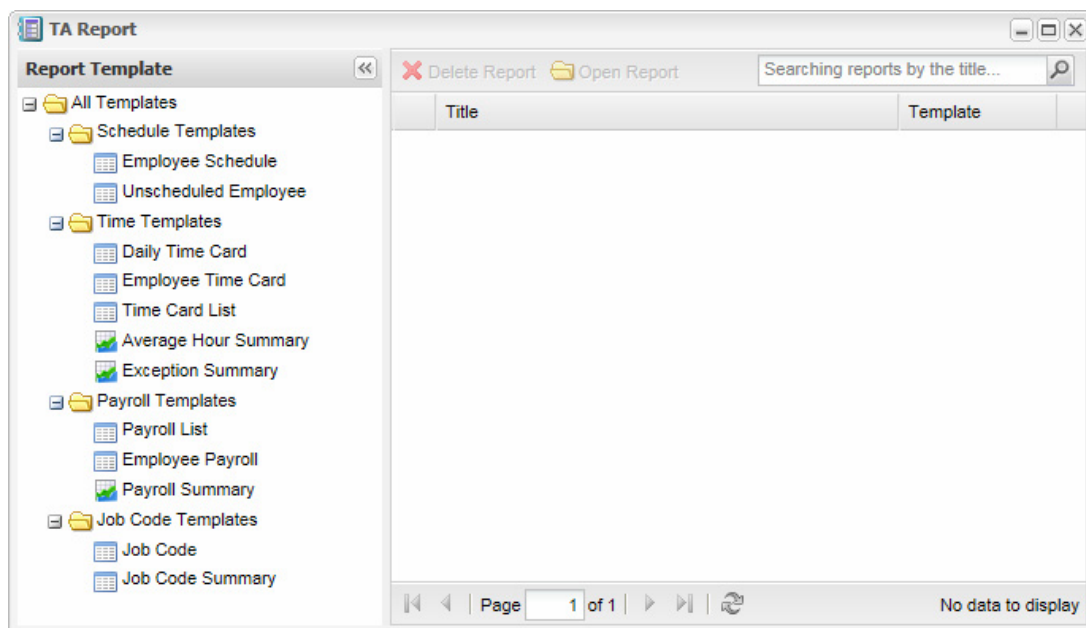 TA Report
Report Template
All Templates
Schedule Templates
Employee Schedule
Unscheduled Employee
Time Templates
Daily Time Card
Employee Time Card
Time Card List
Average Hour Summary
Exception Summary
Payroll Templates
Payroll List
Employee Payroll
Payroll Summary
Job Code Templates
Job Code
Job Code Summary
Delete Report Open Report Searching reports by the title...
Title Template
Page 1 of 1 No data to display